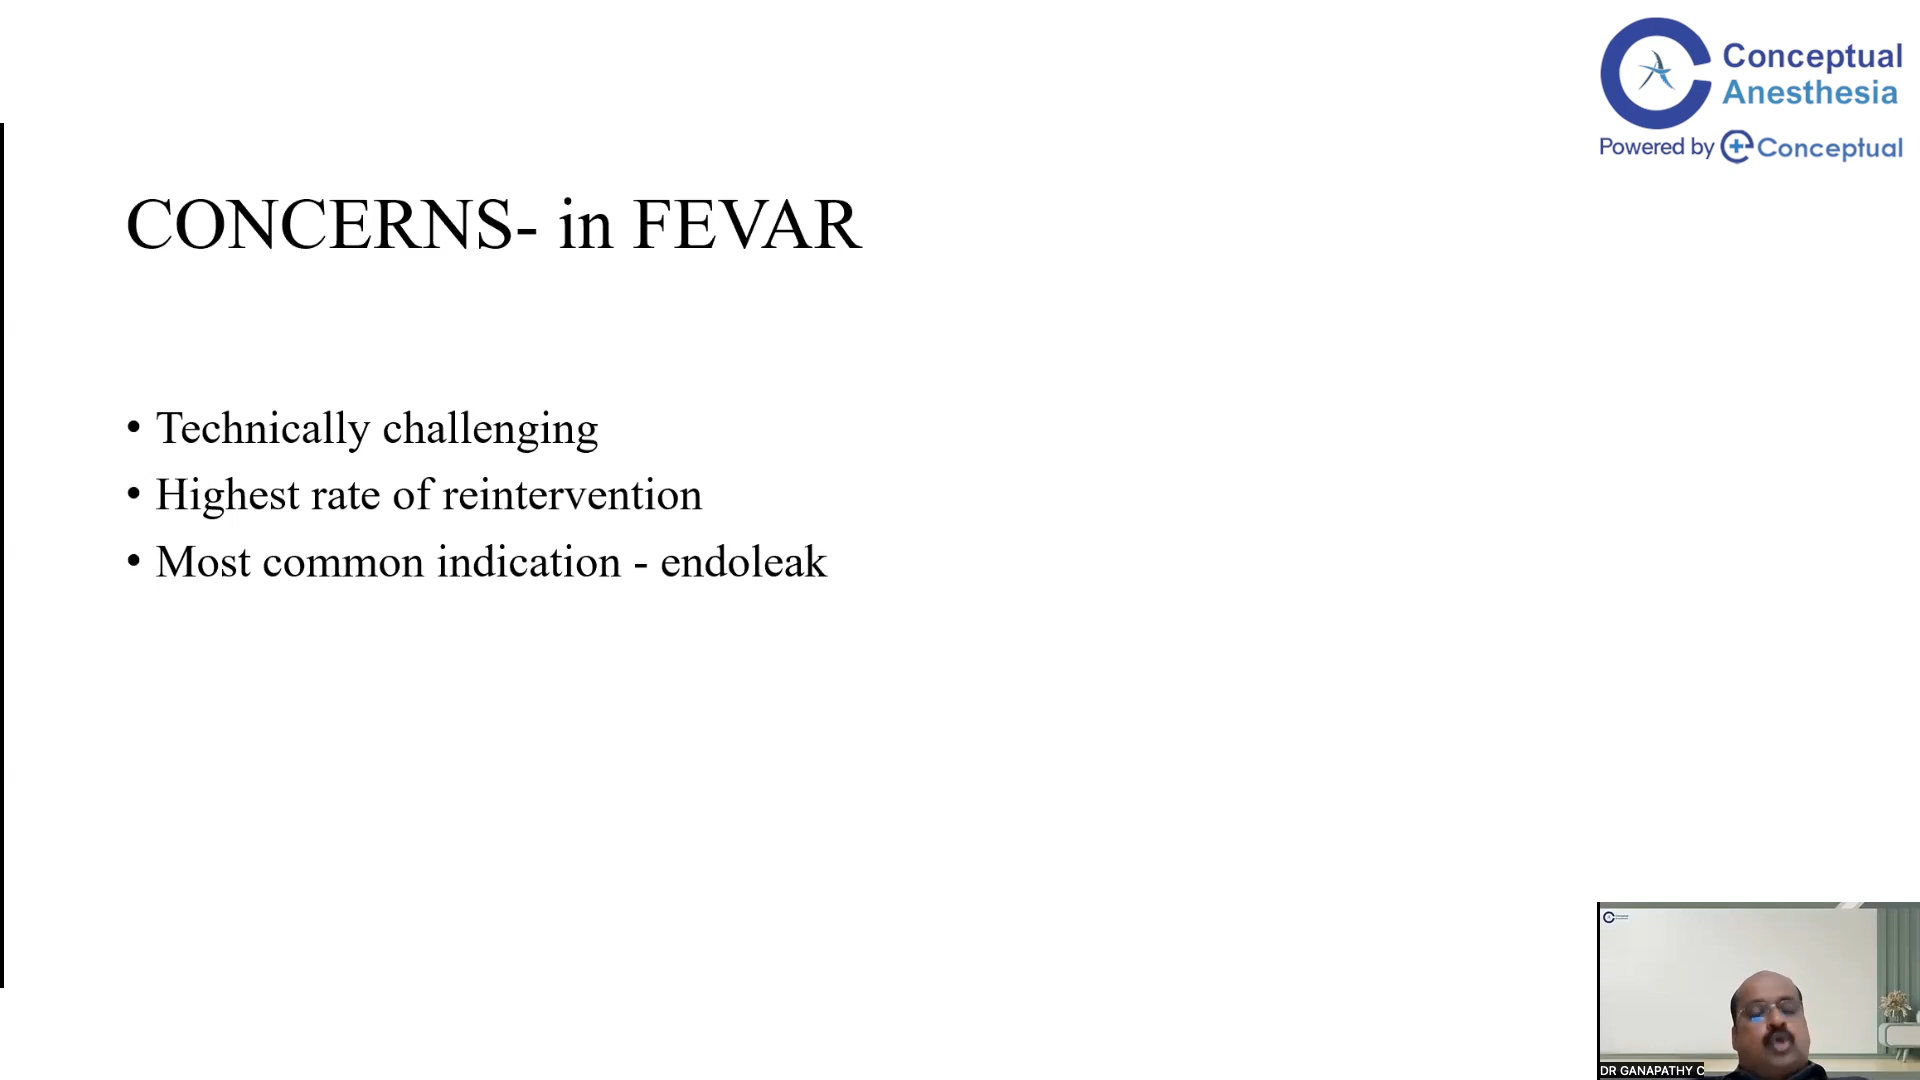 Conceptual
Anesthesia
Powered by Conceptual
CONCERNS- in FEVAR
• Technically challenging
• Highest rate of reintervention
• Most common indication - endoleak
DR GANAPATHY C